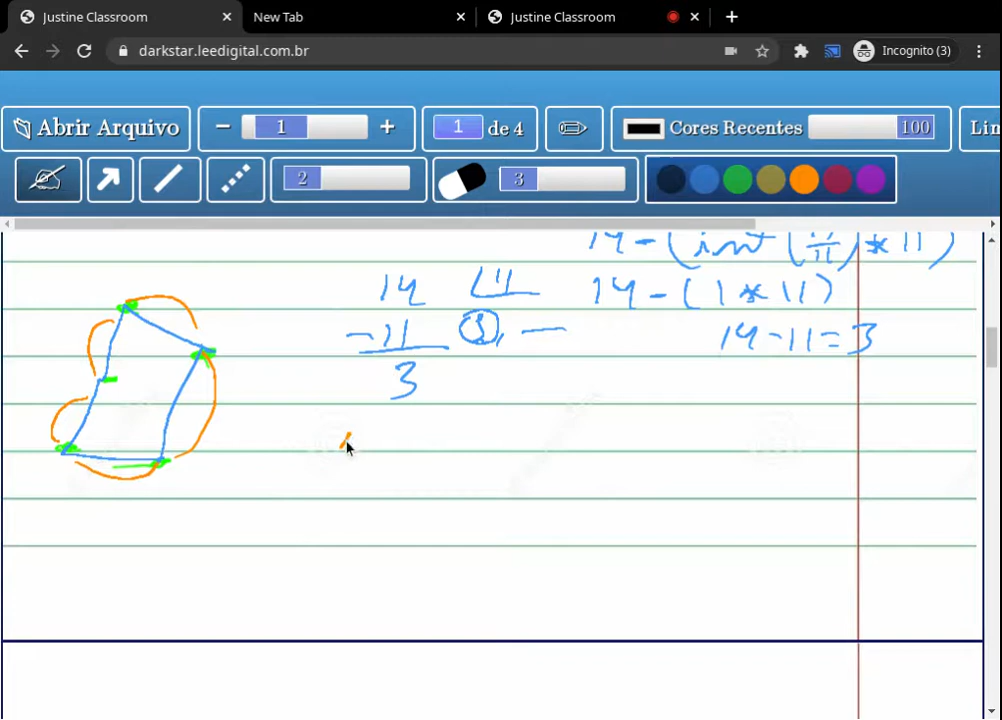 Justine Classroom
New Tab
Justine Classroom
darkstar.leedigital.com.br
Incognito (3)
Abrir Arquivo
− 1 +
1 de 4
Cores Recentes
100
Lin
2
3
14 - (int (
) * 11)
14 11
14 - (1 * 11)
-11 1,
14 - 11 = 3
3